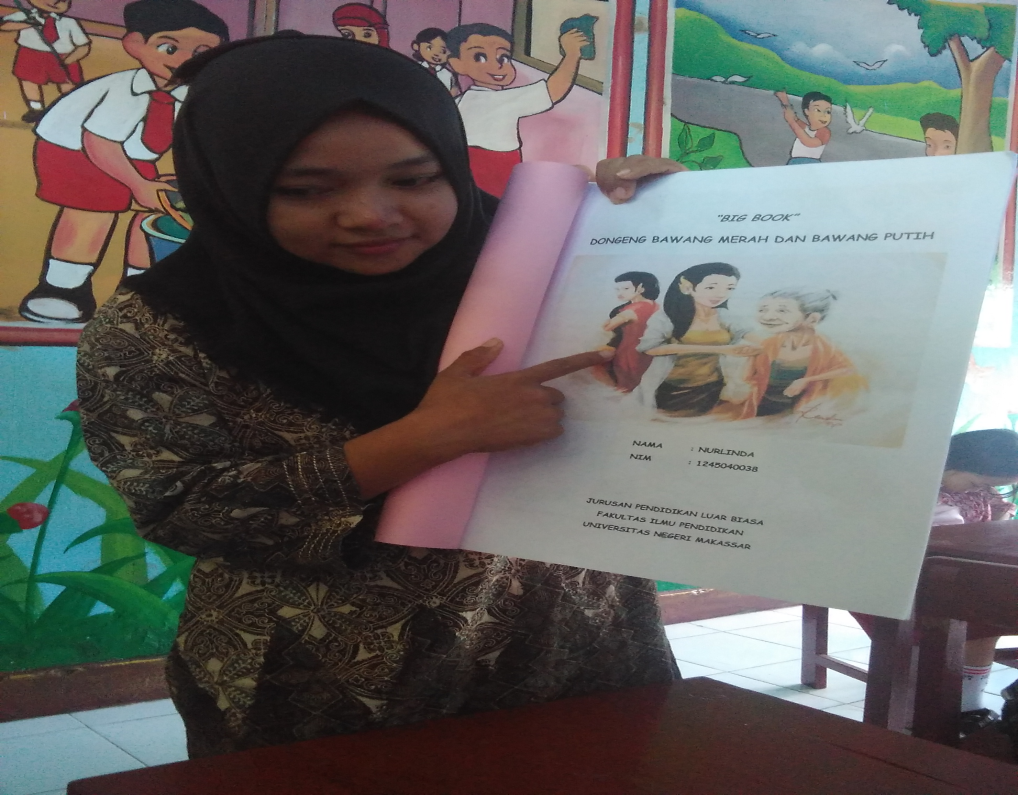 "BIG BOOK"
DONGENG BAWANG MERAH DAN BAWANG PUTIH
NAMA : NURLINDA
NIM : 1245040038
JURUSAN PENDIDIKAN LUAR BIASA
FAKULTAS ILMU PENDIDIKAN
UNIVERSITAS NEGERI MAKASSAR